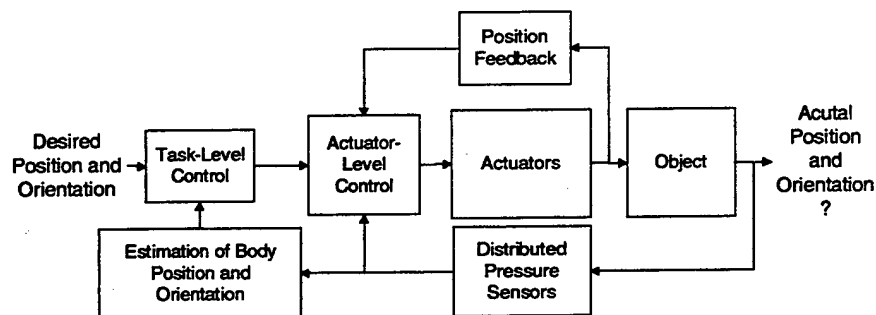 Position
Feedback
Desired
Position and
Orientation
Task-Level
Control
Actuator-
Level
Control
Actuators
Object
Acutal
Position
and
Orientation
?
Estimation of Body
Position and
Orientation
Distributed
Pressure
Sensors